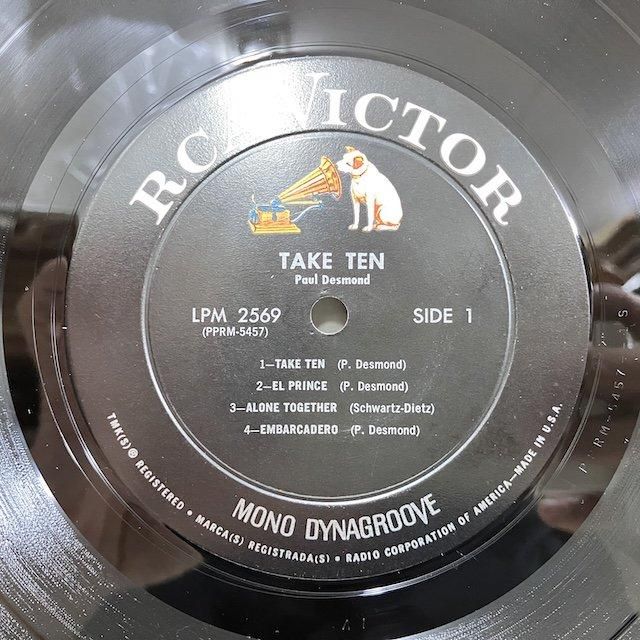 RCA VICTOR
TAKE TEN
Paul Desmond
LPM 2569 SIDE 1
(PPRM-5457)
1—TAKE TEN (P. Desmond)
2—EL PRINCE (P. Desmond)
3—ALONE TOGETHER (Schwartz-Dietz)
4—EMBARCADERO (P. Desmond)
MONO DYNAGROOVE
TMK(S) ® REGISTERED • MARCA(S) REGISTRADA(S) • RADIO CORPORATION OF AMERICA—MADE IN U.S.A.